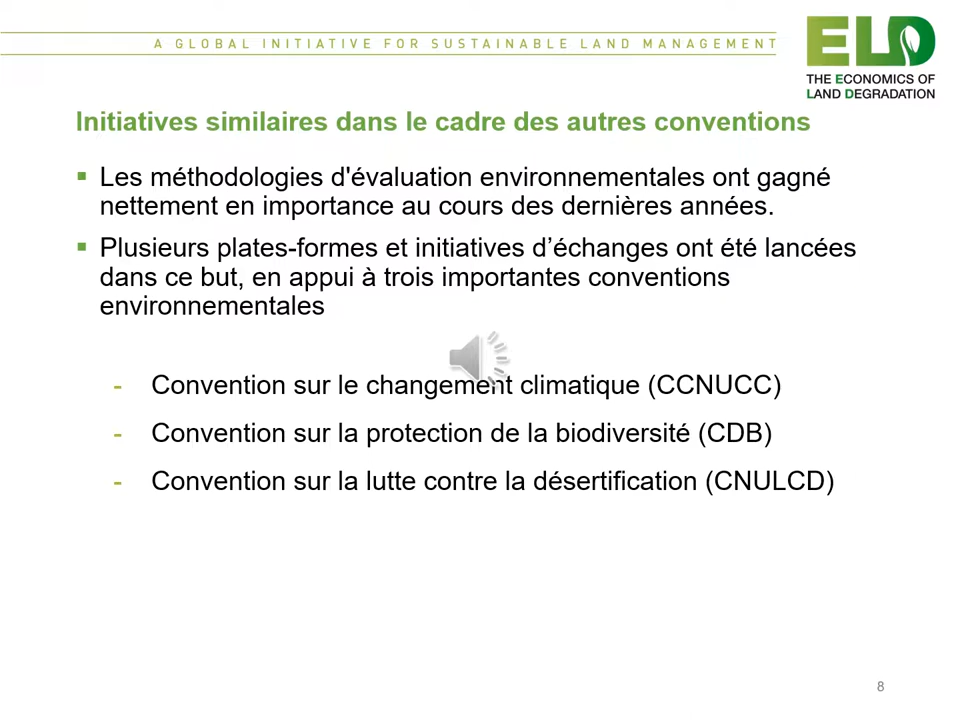 A GLOBAL INITIATIVE FOR SUSTAINABLE LAND MANAGEMENT
ELD
THE ECONOMICS OF
LAND DEGRADATION
Initiatives similaires dans le cadre des autres conventions
▪ Les méthodologies d'évaluation environnementales ont gagné
nettement en importance au cours des dernières années.
▪ Plusieurs plates-formes et initiatives d’échanges ont été lancées
dans ce but, en appui à trois importantes conventions
environnementales
- Convention sur le changement climatique (CCNUCC)
- Convention sur la protection de la biodiversité (CDB)
- Convention sur la lutte contre la désertification (CNULCD)
8